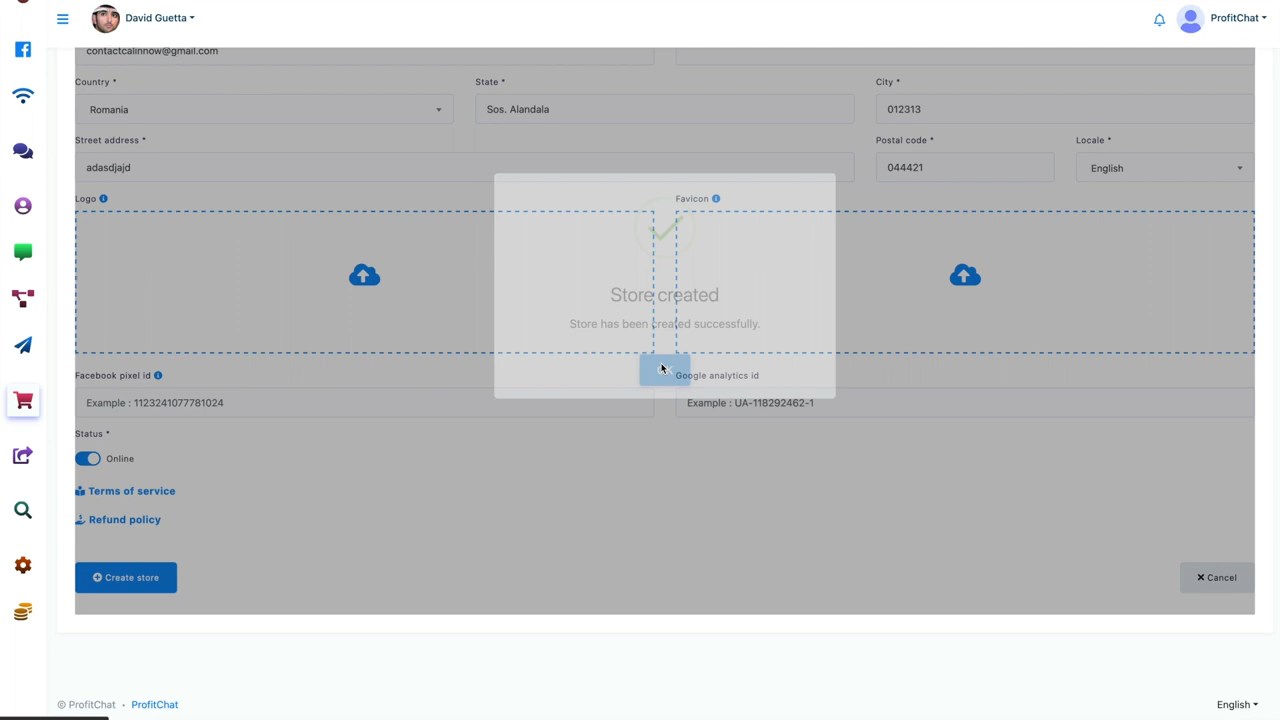 David Guetta
ProfitChat
contactcalinnow@gmail.com
Country *
State *
City *
Romania
Sos. Alandala
012313
Street address *
Postal code *
Locale *
adasdjajd
044421
English
Logo
Favicon
Store created
Store has been created successfully.
Facebook pixel id
Google analytics id
Example : 1123241077781024
Example : UA-118292462-1
Status *
Online
Terms of service
Refund policy
Create store
Cancel
© ProfitChat • ProfitChat
English